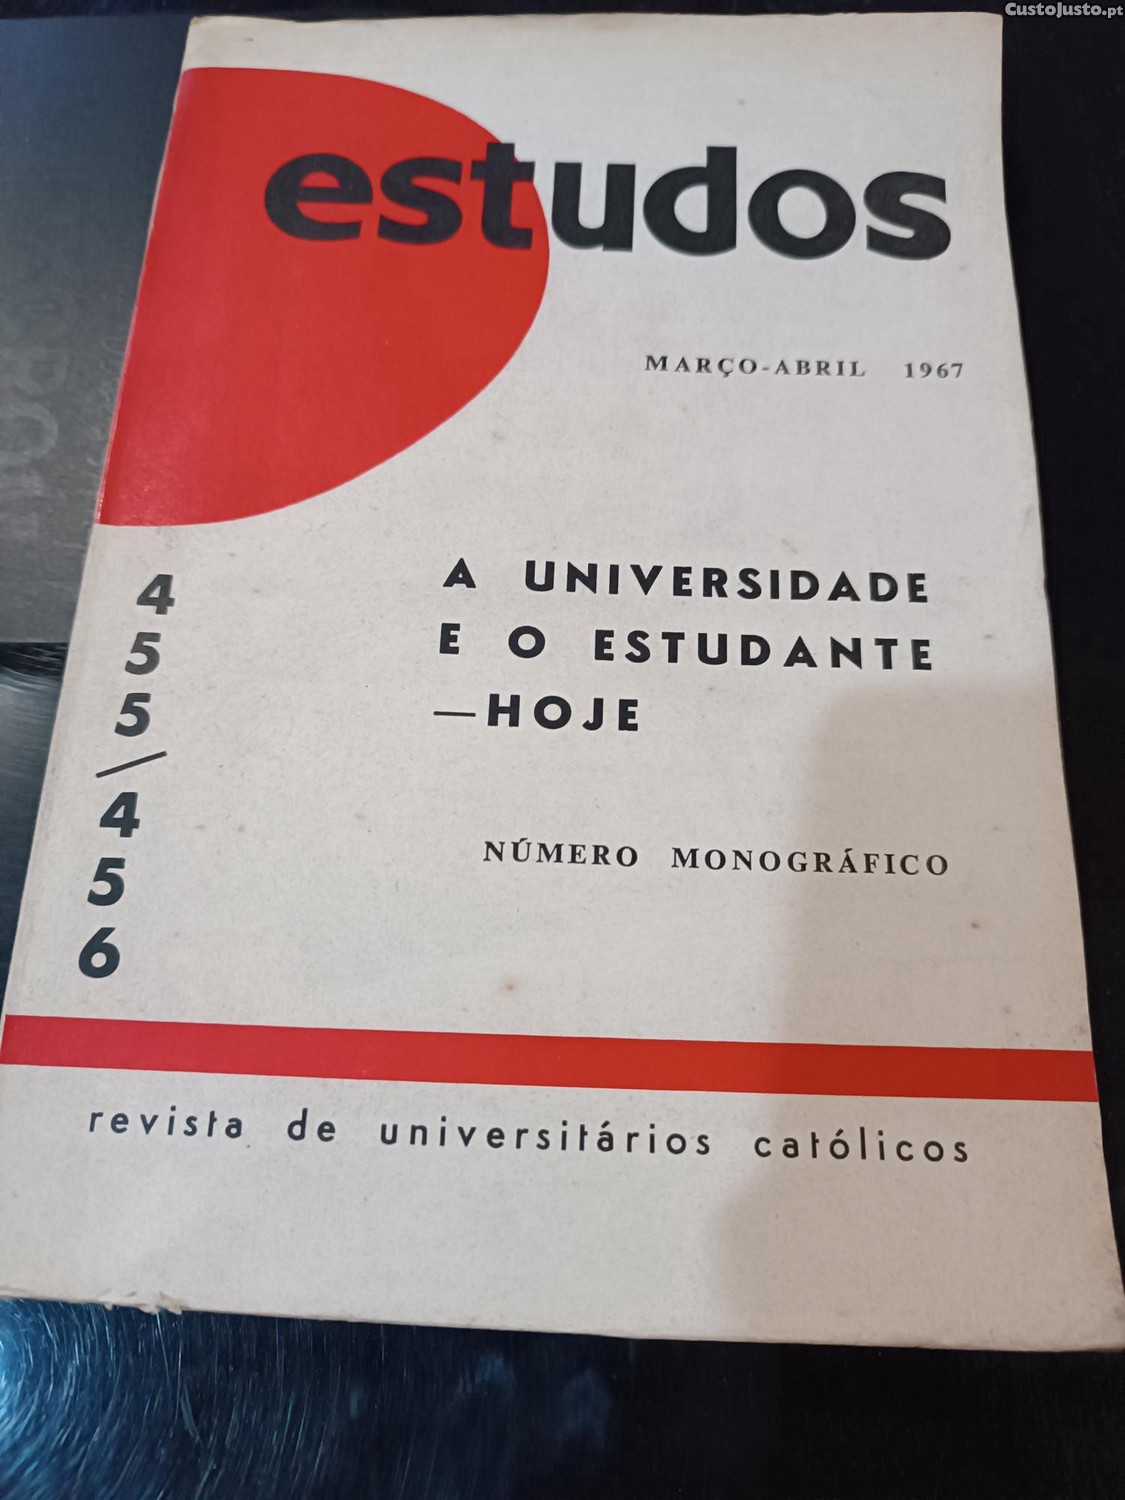 CustoJusto.pt
estudos
MARÇO-ABRIL 1967
A UNIVERSIDADE
E O ESTUDANTE
—HOJE
455/456
NÚMERO MONOGRÁFICO
revista de universitários católicos